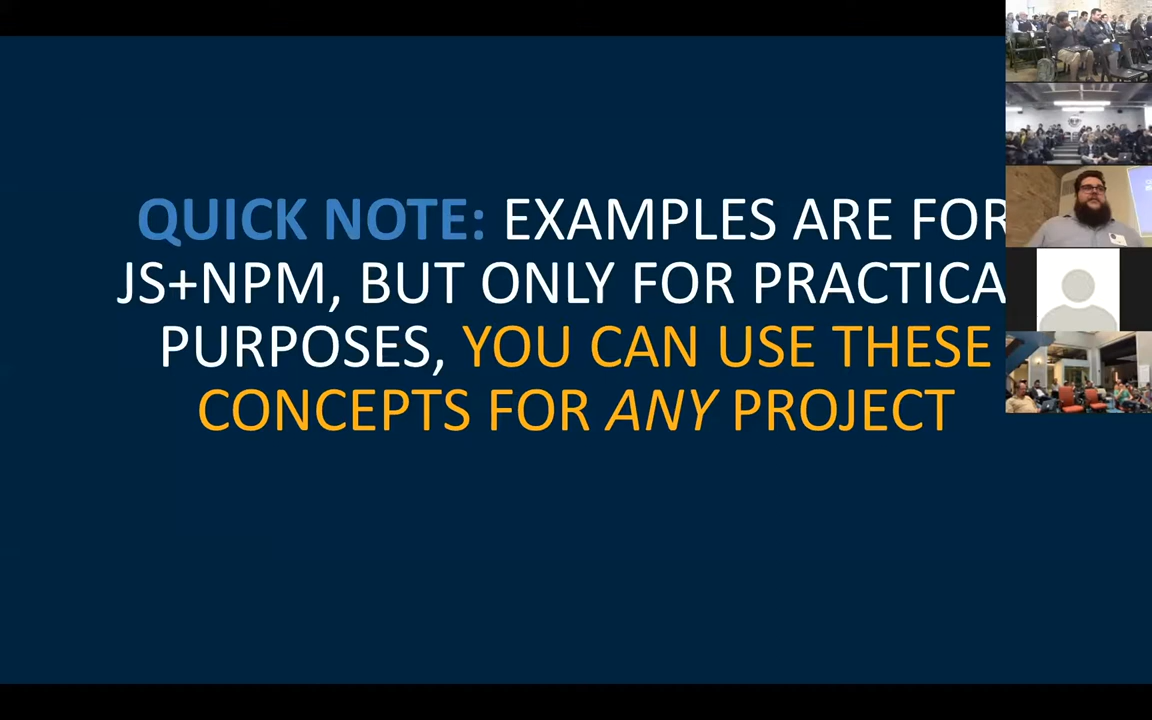 QUICK NOTE: EXAMPLES ARE FOR
JS+NPM, BUT ONLY FOR PRACTICA
PURPOSES, YOU CAN USE THESE
CONCEPTS FOR ANY PROJECT